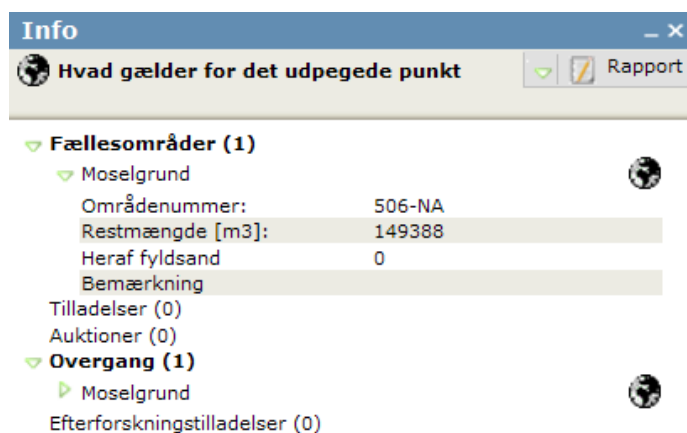 Info
Hvad gælder for det udpegede punkt Rapport
Fællesområder (1)
Moselgrund
Områdenummer: 506-NA
Restmængde [m3]: 149388
Heraf fyldsand 0
Bemærkning
Tilladelser (0)
Auktioner (0)
Overgang (1)
Moselgrund
Efterforskningstilladelser (0)